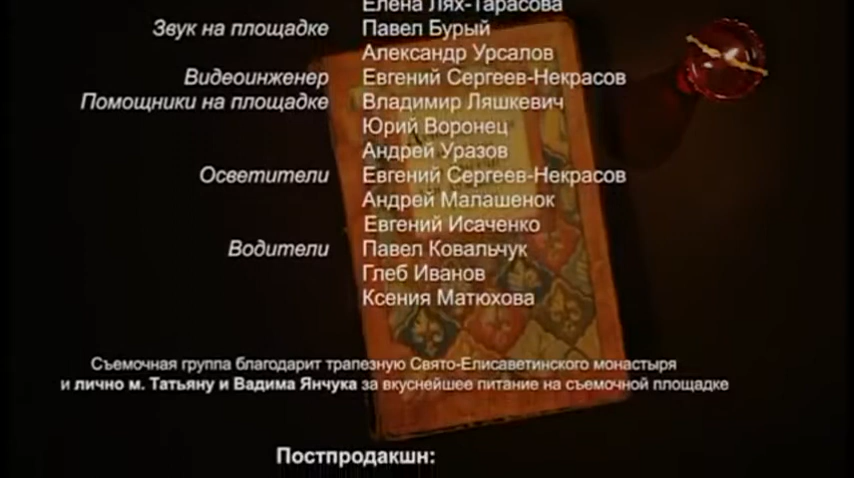 Елена Лях-Тарасова
Звук на площадке Павел Бурый
Александр Урсалов
Видеоинженер Евгений Сергеев-Некрасов
Помощники на площадке Владимир Ляшкевич
Юрий Воронец
Андрей Уразов
Осветители Евгений Сергеев-Некрасов
Андрей Малашенок
Евгений Исаченко
Водители Павел Ковальчук
Глеб Иванов
Ксения Матюхова
Съемочная группа благодарит трапезную Свято-Елисаветинского монастыря
и лично м. Татьяну и Вадима Янчука за вкуснейшее питание на съемочной площадке
Постпродакшн: